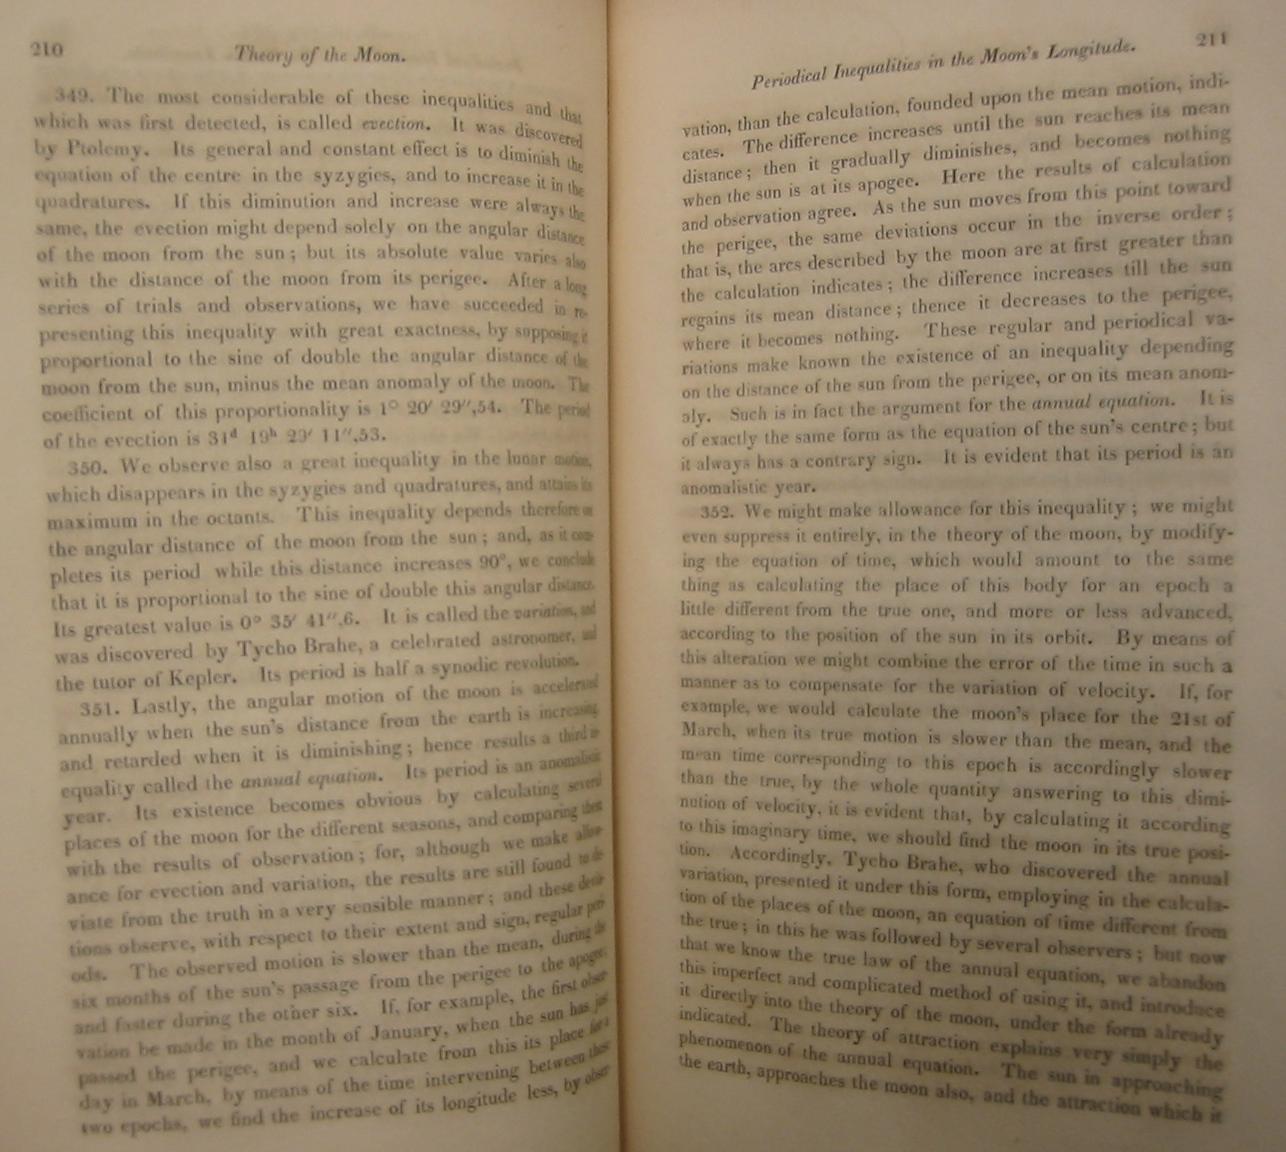 210
Theory of the Moon.
349. The most considerable of these inequalities and that
which was first detected, is called evection. It was discovered
by Ptolemy. Its general and constant effect is to diminish the
equation of the centre in the syzygies, and to increase it in the
quadratures. If this diminution and increase were always the
same, the evection might depend solely on the angular distance
of the moon from the sun; but its absolute value varies also
with the distance of the moon from its perigee. After a long
series of trials and observations, we have succeeded in re-
presenting this inequality with great exactness, by supposing it
proportional to the sine of double the angular distance of the
moon from the sun, minus the mean anomaly of the moon. The
coefficient of this proportionality is 1° 20′ 29″,54. The period
of the evection is 31d 19h 29′ 11″,53.
350. We observe also a great inequality in the lunar motion,
which disappears in the syzygies and quadratures, and attains its
maximum in the octants. This inequality depends therefore on
the angular distance of the moon from the sun; and, as it com-
pletes its period while this distance increases 90°, we conclude
that it is proportional to the sine of double this angular distance.
Its greatest value is 0° 35′ 41″,6. It is called the variation, and
was discovered by Tycho Brahe, a celebrated astronomer, and
the tutor of Kepler. Its period is half a synodic revolution.
351. Lastly, the angular motion of the moon is accelerated
annually when the sun's distance from the earth is increasing
and retarded when it is diminishing; hence results a third in-
equality called the annual equation. Its period is an anomalistic
year. Its existence becomes obvious by calculating several
places of the moon for the different seasons, and comparing them
with the results of observation; for, although we make allow-
ance for evection and variation, the results are still found to de-
viate from the truth in a very sensible manner; and these devia-
tions observe, with respect to their extent and sign, regular peri-
ods. The observed motion is slower than the mean, during the
six months of the sun's passage from the perigee to the apogee,
and faster during the other six. If, for example, the first obser-
vation be made in the month of January, when the sun has just
passed the perigee, and we calculate from this its place for a
day in March, by means of the time intervening between these
two epochs, we find the increase of its longitude less, by obser-
Periodical Inequalities in the Moon's Longitude.
211
vation, than the calculation, founded upon the mean motion, indi-
cates. The difference increases until the sun reaches its mean
distance; then it gradually diminishes, and becomes nothing
when the sun is at its apogee. Here the results of calculation
and observation agree. As the sun moves from this point toward
the perigee, the same deviations occur in the inverse order;
that is, the arcs described by the moon are at first greater than
the calculation indicates; the difference increases till the sun
regains its mean distance; thence it decreases to the perigee,
where it becomes nothing. These regular and periodical va-
riations make known the existence of an inequality depending
on the distance of the sun from the perigee, or on its mean anom-
aly. Such is in fact the argument for the annual equation. It is
of exactly the same form as the equation of the sun's centre; but
it always has a contrary sign. It is evident that its period is an
anomalistic year.
352. We might make allowance for this inequality; we might
even suppress it entirely, in the theory of the moon, by modify-
ing the equation of time, which would amount to the same
thing as calculating the place of this body for an epoch a
little different from the true one, and more or less advanced,
according to the position of the sun in its orbit. By means of
this alteration we might combine the error of the time in such a
manner as to compensate for the variation of velocity. If, for
example, we would calculate the moon's place for the 21st of
March, when its true motion is slower than the mean, and the
mean time corresponding to this epoch is accordingly slower
than the true, by the whole quantity answering to this dimi-
nution of velocity, it is evident that, by calculating it according
to this imaginary time, we should find the moon in its true posi-
tion. Accordingly, Tycho Brahe, who discovered the annual
variation, presented it under this form, employing in the calcula-
tion of the places of the moon, an equation of time different from
the true; in this he was followed by several observers; but now
that we know the true law of the annual equation, we abandon
this imperfect and complicated method of using it, and introduce
it directly into the theory of the moon, under the form already
indicated. The theory of attraction explains very simply the
phenomenon of the annual equation. The sun in approaching
the earth, approaches the moon also, and the attraction which it